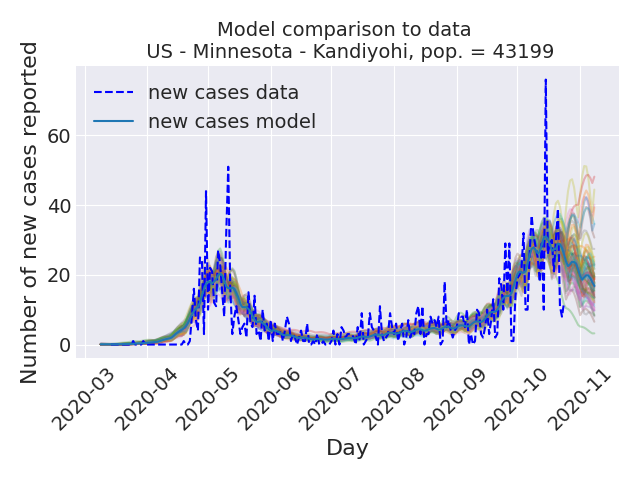 Model comparison to data
US - Minnesota - Kandiyohi, pop. = 43199
Number of new cases reported
60
40
20
0
new cases data
new cases model
2020-03
2020-04
2020-05
2020-06
2020-07
2020-08
2020-09
2020-10
2020-11
Day